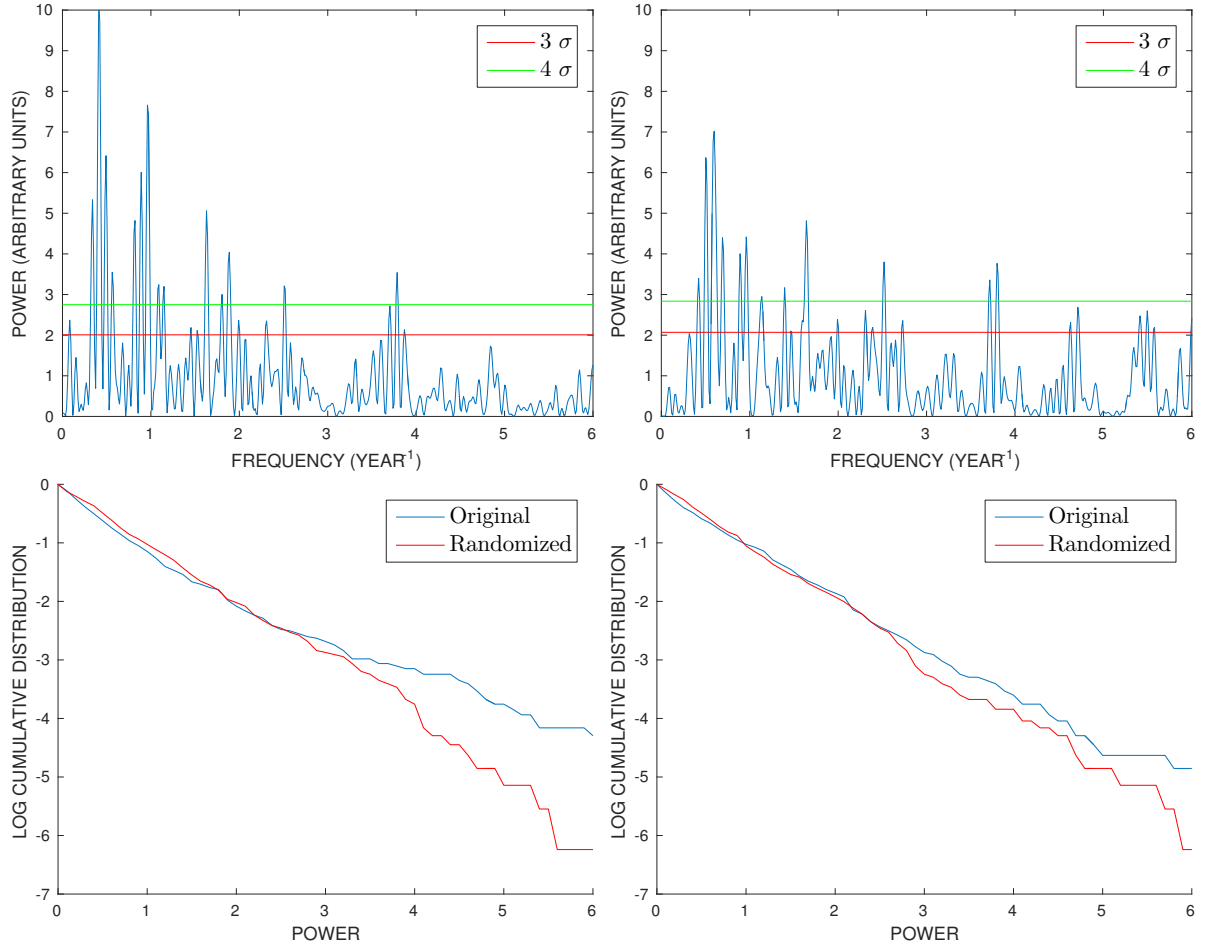 10
9
8
7
6
5
4
3
2
1
0
POWER (ARBITRARY UNITS)
3 σ
4 σ
0 1 2 3 4 5 6
FREQUENCY (YEAR-1)
10
9
8
7
6
5
4
3
2
1
0
POWER (ARBITRARY UNITS)
3 σ
4 σ
0 1 2 3 4 5 6
FREQUENCY (YEAR-1)
0
-1
-2
-3
-4
-5
-6
-7
LOG CUMULATIVE DISTRIBUTION
Original
Randomized
0 1 2 3 4 5 6
POWER
0
-1
-2
-3
-4
-5
-6
-7
LOG CUMULATIVE DISTRIBUTION
Original
Randomized
0 1 2 3 4 5 6
POWER